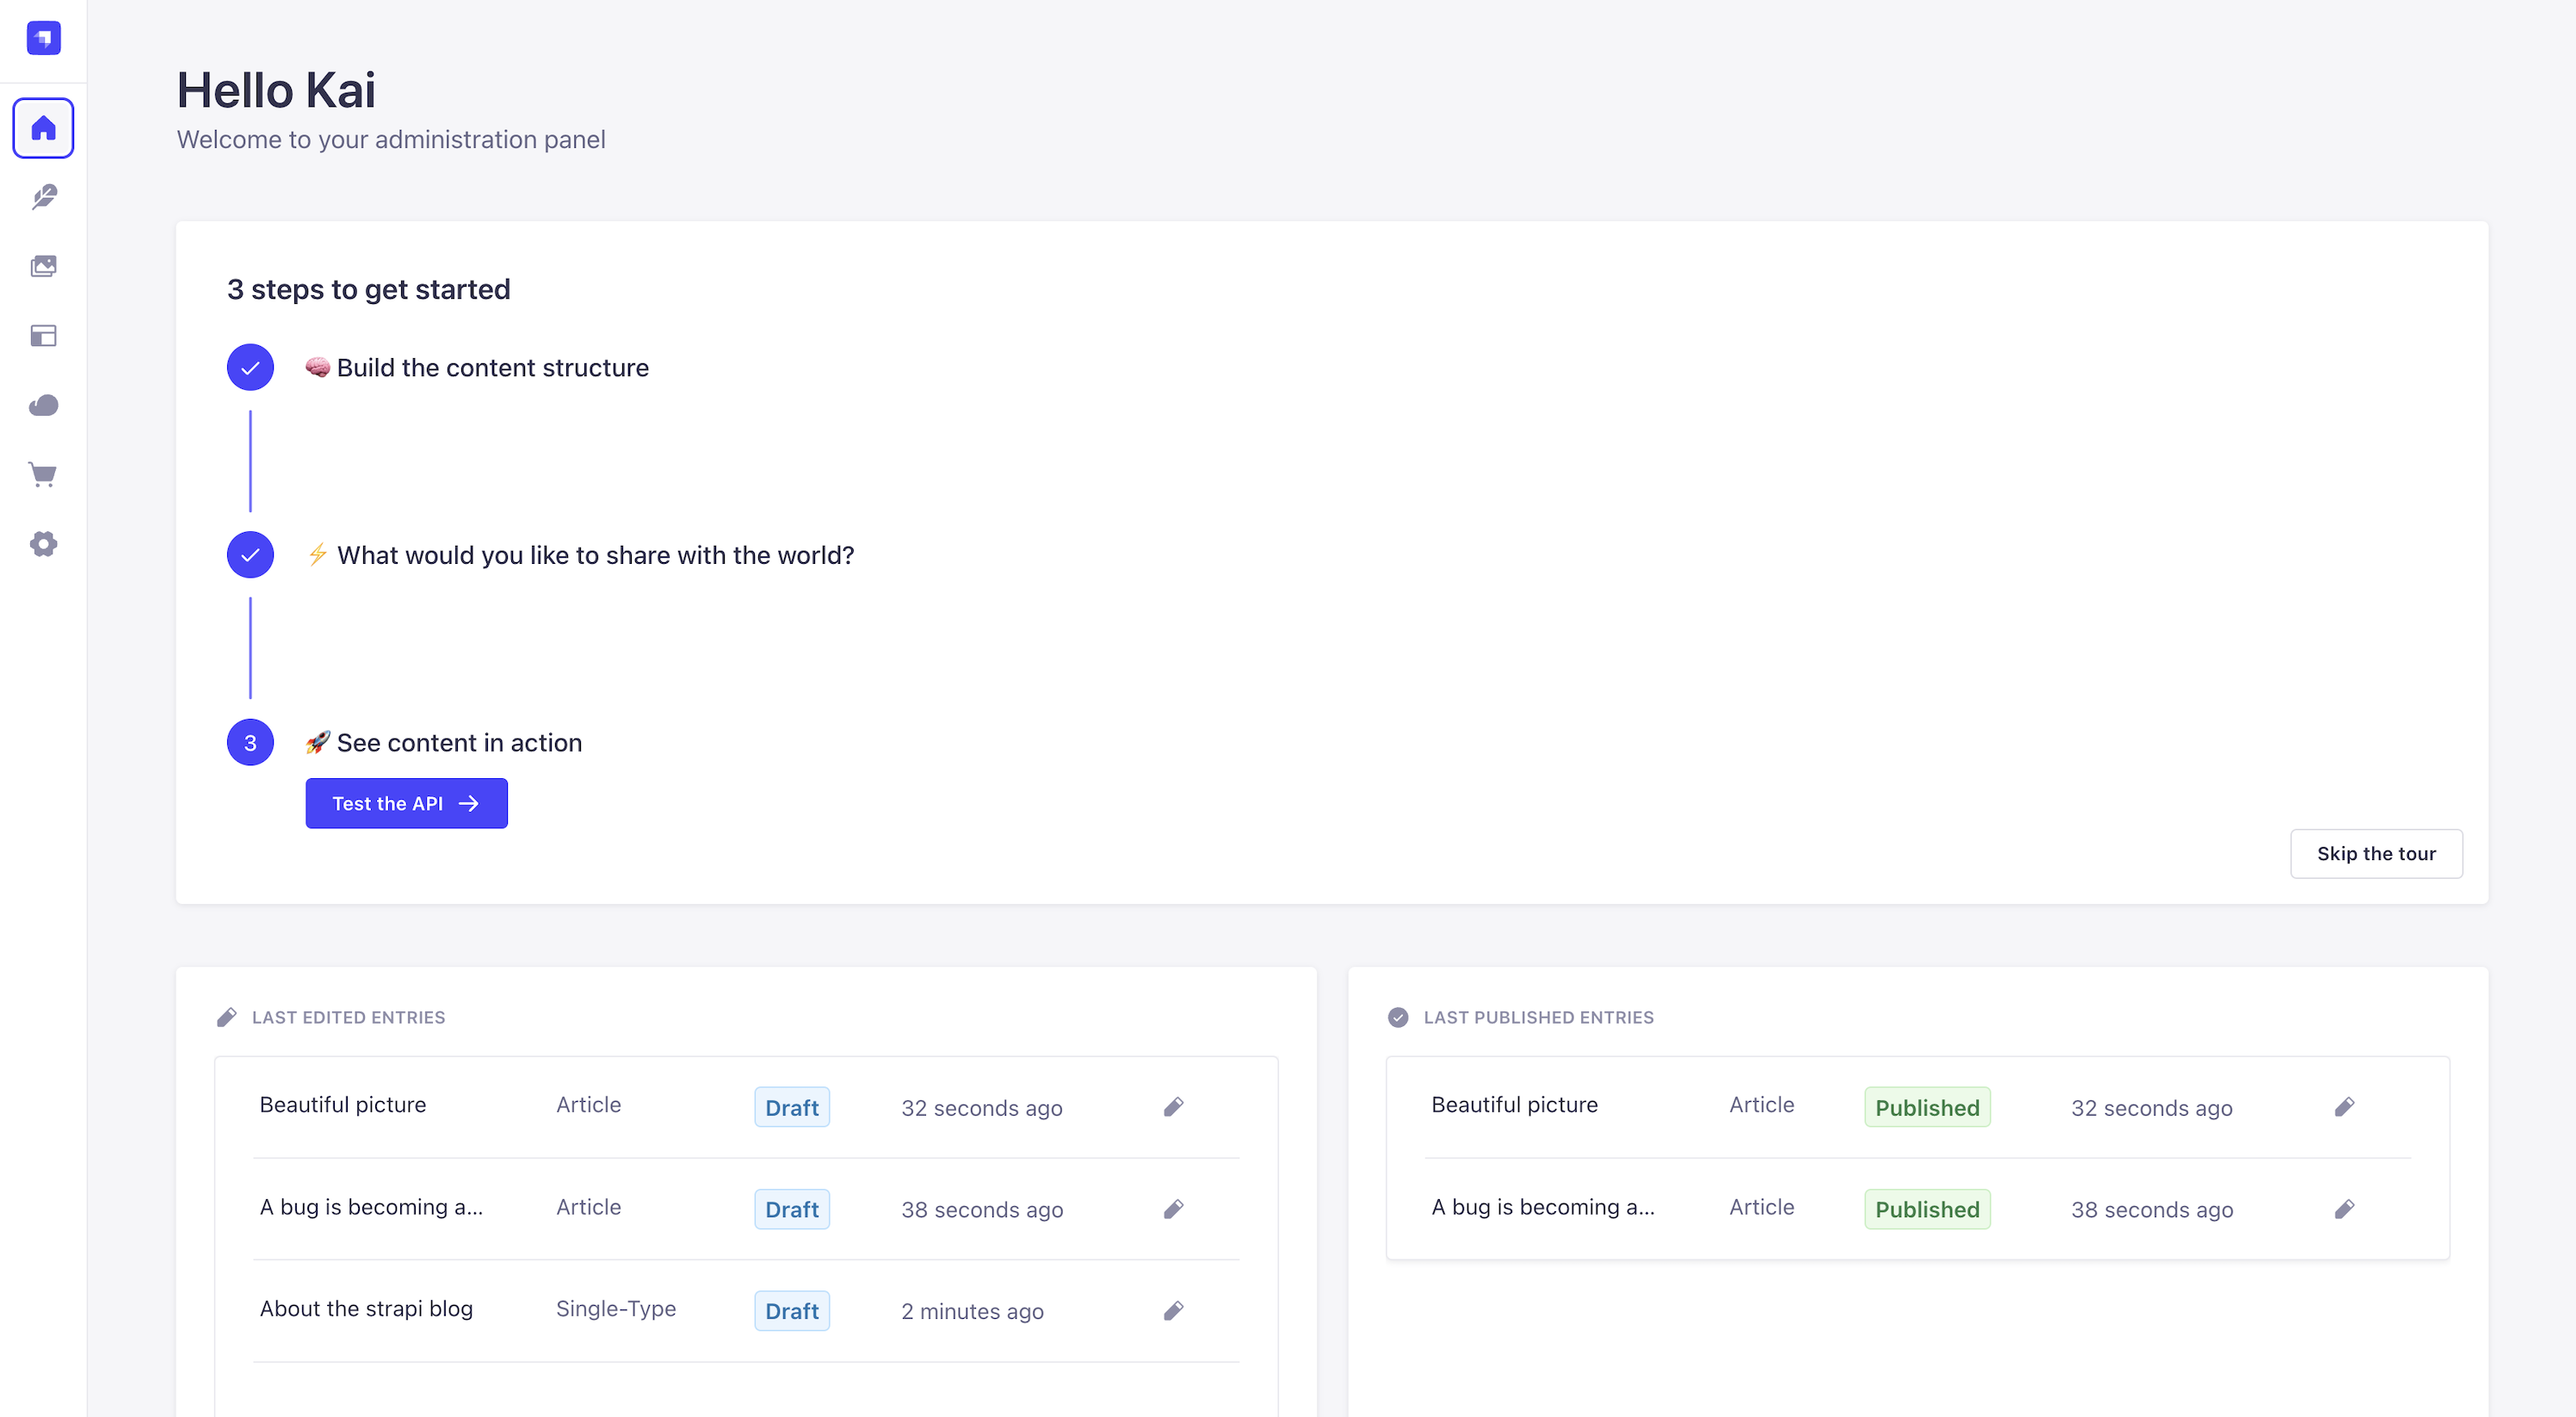 Hello Kai
Welcome to your administration panel
3 steps to get started
🧠 Build the content structure
⚡ What would you like to share with the world?
3 🚀 See content in action
Test the API →
Skip the tour
LAST EDITED ENTRIES
Beautiful picture Article Draft 32 seconds ago
A bug is becoming a... Article Draft 38 seconds ago
About the strapi blog Single-Type Draft 2 minutes ago
LAST PUBLISHED ENTRIES
Beautiful picture Article Published 32 seconds ago
A bug is becoming a... Article Published 38 seconds ago